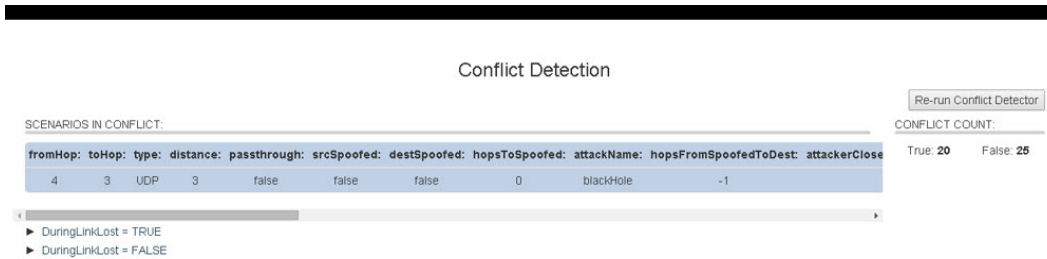 Conflict Detection
Re-run Conflict Detector
SCENARIOS IN CONFLICT:
CONFLICT COUNT:
fromHop: toHop: type: distance: passthrough: srcSpoofed: destSpoofed: hopsToSpoofed: attackName: hopsFromSpoofedToDest: attackerClose
True: 20 False: 25
4 3 UDP 3 false false false 0 blackHole -1
DuringLinkLost = TRUE
DuringLinkLost = FALSE